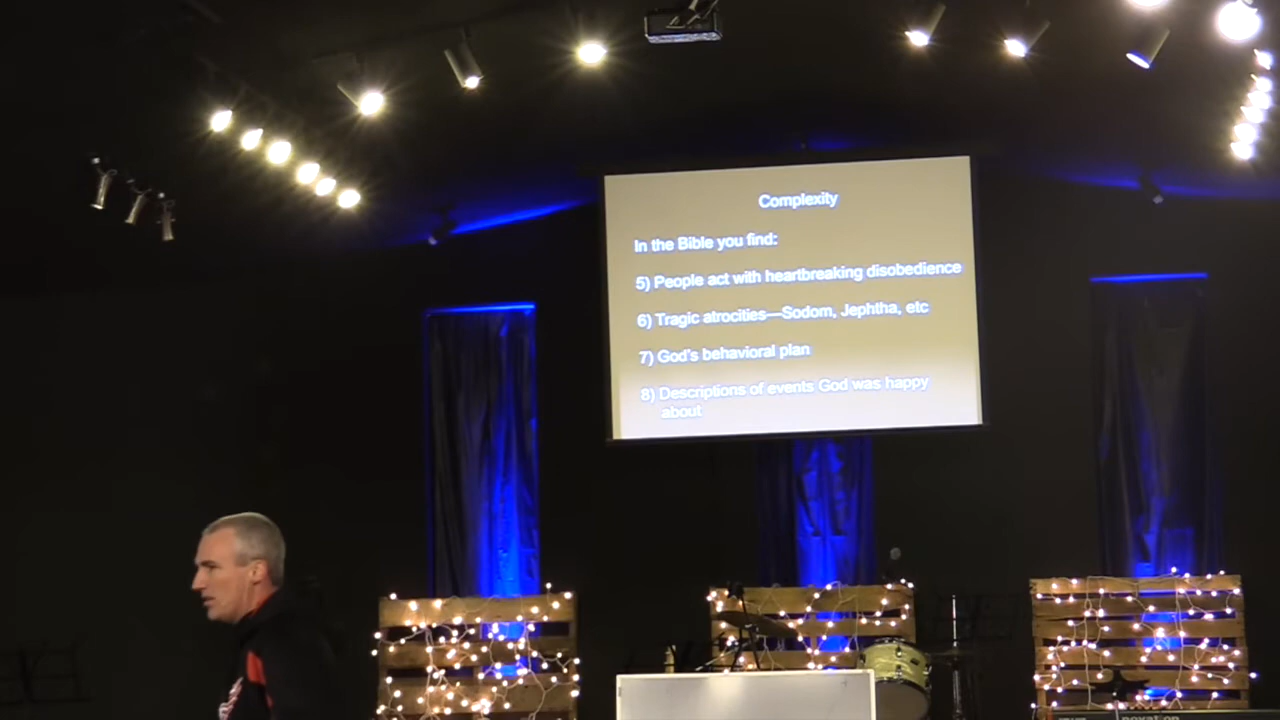 Complexity
In the Bible you find:
5) People act with heartbreaking disobedience
6) Tragic atrocities—Sodom, Jephtha, etc
7) God's behavioral plan
8) Descriptions of events God was happy
about